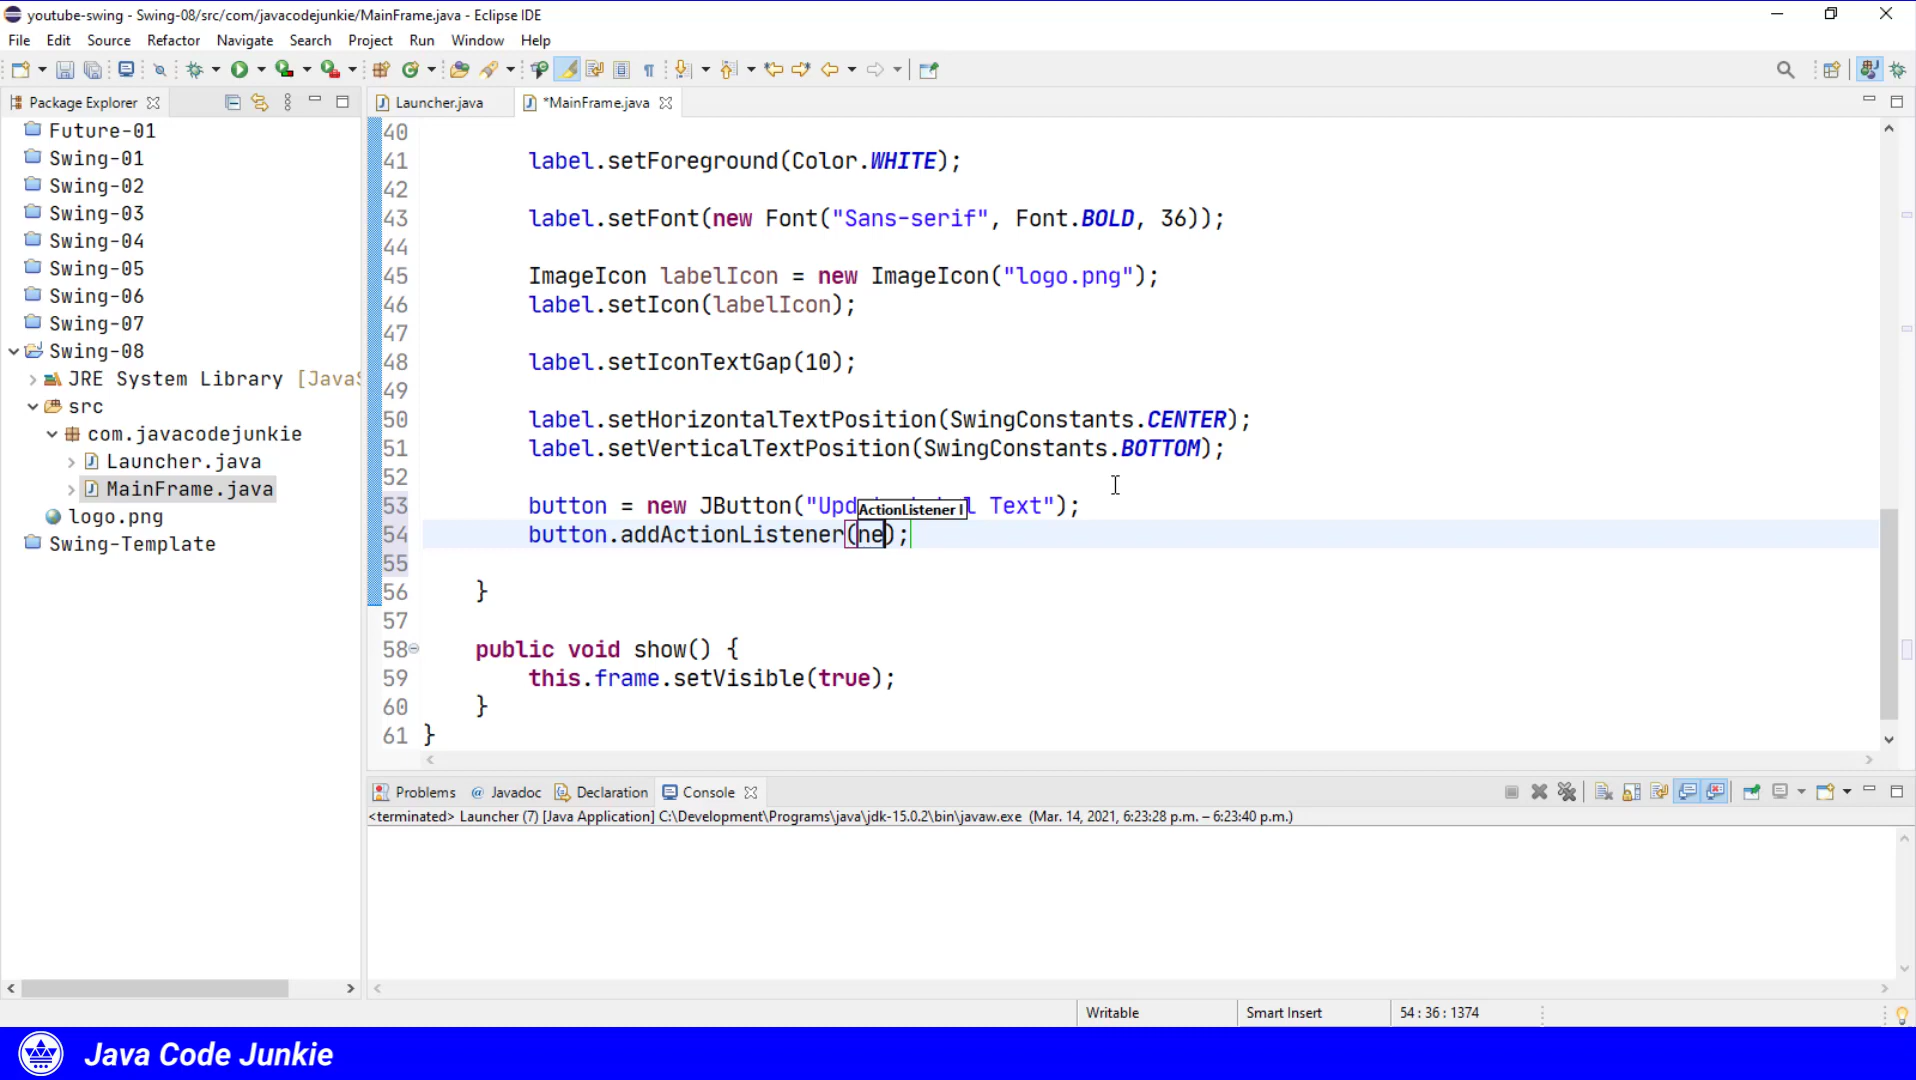 youtube-swing - Swing-08/src/com/javacodejunkie/MainFrame.java - Eclipse IDE
File Edit Source Refactor Navigate Search Project Run Window Help
Package Explorer
Launcher.java
*MainFrame.java
Future-01
Swing-01
Swing-02
Swing-03
Swing-04
Swing-05
Swing-06
Swing-07
Swing-08
JRE System Library [JavaS
src
com.javacodejunkie
Launcher.java
MainFrame.java
logo.png
Swing-Template
40
41 label.setForeground(Color.WHITE);
42
43 label.setFont(new Font("Sans-serif", Font.BOLD, 36));
44
45 ImageIcon labelIcon = new ImageIcon("logo.png");
46 label.setIcon(labelIcon);
47
48 label.setIconTextGap(10);
49
50 label.setHorizontalTextPosition(SwingConstants.CENTER);
51 label.setVerticalTextPosition(SwingConstants.BOTTOM);
52
53 button = new JButton("Upd Text");
ActionListener l
54 button.addActionListener(ne);
55
56 }
57
58 public void show() {
59 this.frame.setVisible(true);
60 }
61 }
Problems @ Javadoc Declaration Console
<terminated> Launcher (7) [Java Application] C:\Development\Programs\java\jdk-15.0.2\bin\javaw.exe (Mar. 14, 2021, 6:23:28 p.m. – 6:23:40 p.m.)
Writable Smart Insert 54 : 36 : 1374
Java Code Junkie